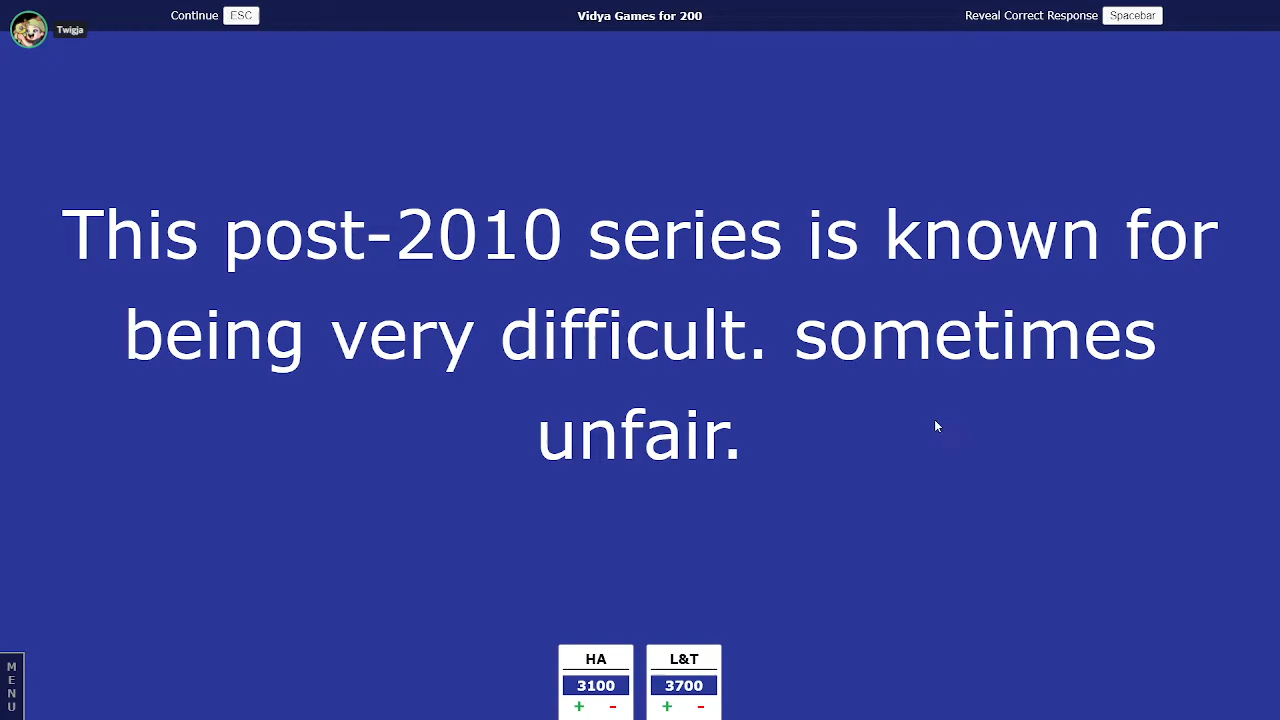 Continue ESC
Vidya Games for 200
Reveal Correct Response Spacebar
Twigja
This post-2010 series is known for
being very difficult. sometimes
unfair.
MENU
HA
3100
+ -
L&T
3700
+ -